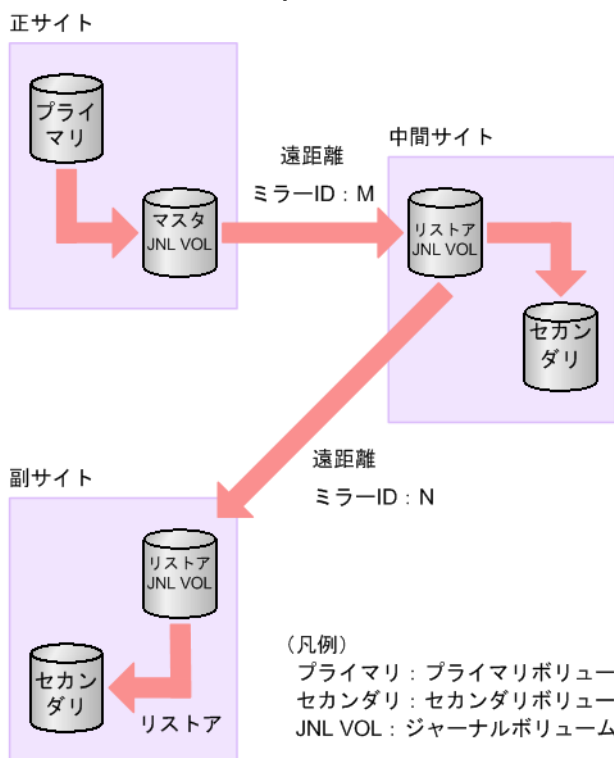 正サイト
プライ
マリ
マスタ
JNL VOL
遠距離
ミラーID：M
中間サイト
リストア
JNL VOL
セカン
ダリ
遠距離
ミラーID：N
副サイト
リストア
JNL VOL
セカン
ダリ
リストア
（凡例）
プライマリ：プライマリボリュー
セカンダリ：セカンダリボリュー
JNL VOL：ジャーナルボリューム